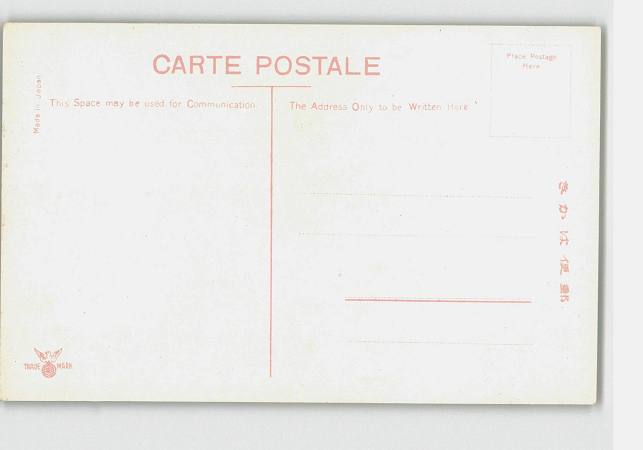 CARTE POSTALE
Place Postage
Here
Made in Japan
This Space may be used for Communication.
The Address Only to be Written Here.
きかは便郵
TRADE MARK